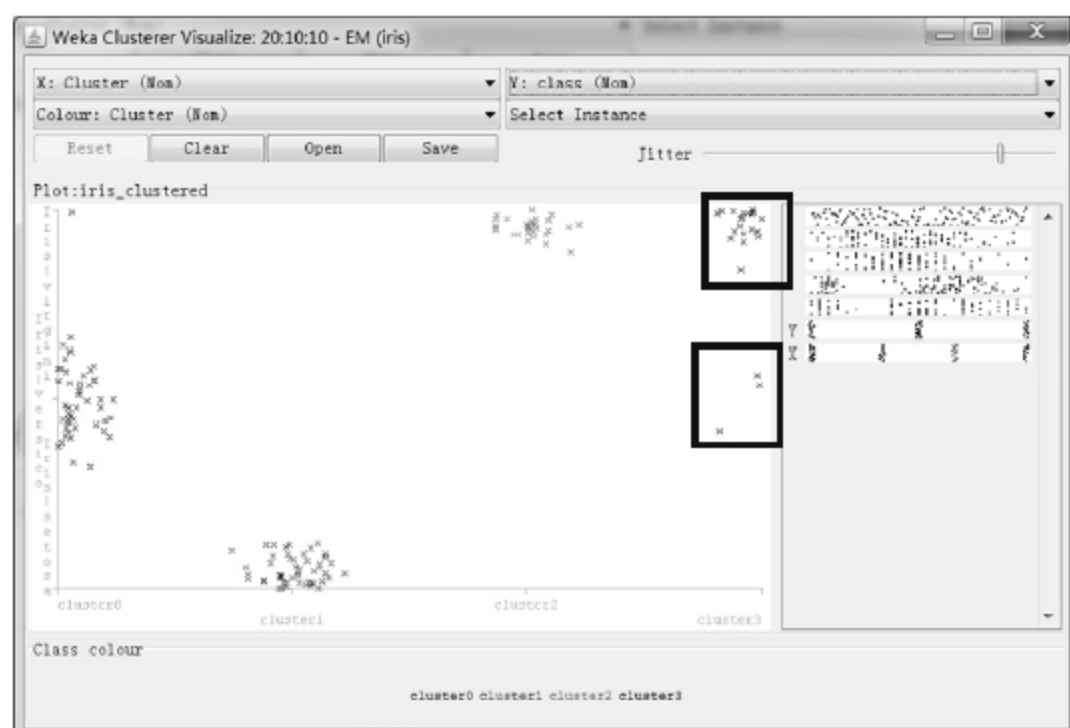 Weka Clusterer Visualize: 20:10:10 - EM (iris)
X: Cluster (Nom)
Y: class (Nom)
Colour: Cluster (Nom)
Select Instance
Reset
Clear
Open
Save
Jitter
Plot:iris_clustered
Y
X
cluster0
cluster1
cluster2
cluster3
Class colour
cluster0 cluster1 cluster2 cluster3